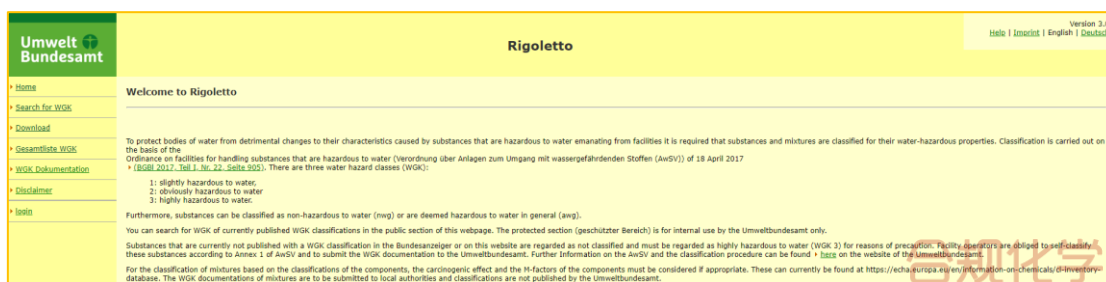 Umwelt
Bundesamt
Rigoletto
Version 3.
Help | Imprint | English | Deutsch
Home
Search for WGK
Download
Gesamtliste WGK
WGK Dokumentation
Disclaimer
login
Welcome to Rigoletto
To protect bodies of water from detrimental changes to their characteristics caused by substances that are hazardous to water emanating from facilities it is required that substances and mixtures are classified for their water-hazardous properties. Classification is carried out on
the basis of the
Ordinance on facilities for handling substances that are hazardous to water (Verordnung über Anlagen zum Umgang mit wassergefährdenden Stoffen (AwSV)) of 18 April 2017
(BGBl 2017, Teil I, Nr. 22, Seite 905). There are three water hazard classes (WGK):
1: slightly hazardous to water,
2: obviously hazardous to water
3: highly hazardous to water.
Furthermore, substances can be classified as non-hazardous to water (nwg) or are deemed hazardous to water in general (awg).
You can search for WGK of currently published WGK classifications in the public section of this webpage. The protected section (geschützter Bereich) is for internal use by the Umweltbundesamt only.
Substances that are currently not published with a WGK classification in the Bundesanzeiger or on this website are regarded as not classified and must be regarded as highly hazardous to water (WGK 3) for reasons of precaution. Facility operators are obliged to self-classify
these substances according to Annex 1 of AwSV and to submit the WGK documentation to the Umweltbundesamt. Further Information on the AwSV and the classification procedure can be found here on the website of the Umweltbundesamt.
For the classification of mixtures based on the classifications of the components, the carcinogenic effect and the M-factors of the components must be considered if appropriate. These can currently be found at https://echa.europa.eu/en/information-on-chemicals/cl-inventory-
database. The WGK documentations of mixtures are to be submitted to local authorities and classifications are not published by the Umweltbundesamt.
合规化学